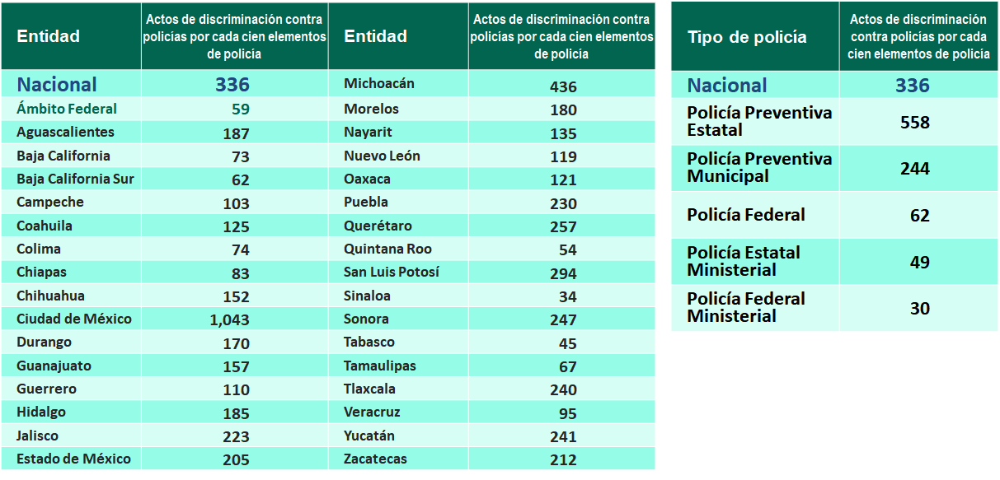 Entidad
Actos de discriminación contra
policías por cada cien elementos
de policia
Entidad
Actos de discriminación contra
policías por cada cien elementos
de policia
Nacional 336 Michoacán 436
Ámbito Federal 59 Morelos 180
Aguascalientes 187 Nayarit 135
Baja California 73 Nuevo León 119
Baja California Sur 62 Oaxaca 121
Campeche 103 Puebla 230
Coahuila 125 Querétaro 257
Colima 74 Quintana Roo 54
Chiapas 83 San Luis Potosí 294
Chihuahua 152 Sinaloa 34
Ciudad de México 1,043 Sonora 247
Durango 170 Tabasco 45
Guanajuato 157 Tamaulipas 67
Guerrero 110 Tlaxcala 240
Hidalgo 185 Veracruz 95
Jalisco 223 Yucatán 241
Estado de México 205 Zacatecas 212
Tipo de policía
Actos de discriminación
contra policías por cada
cien elementos de policia
Nacional 336
Policía Preventiva
Estatal 558
Policía Preventiva
Municipal 244
Policía Federal 62
Policía Estatal
Ministerial 49
Policía Federal
Ministerial 30